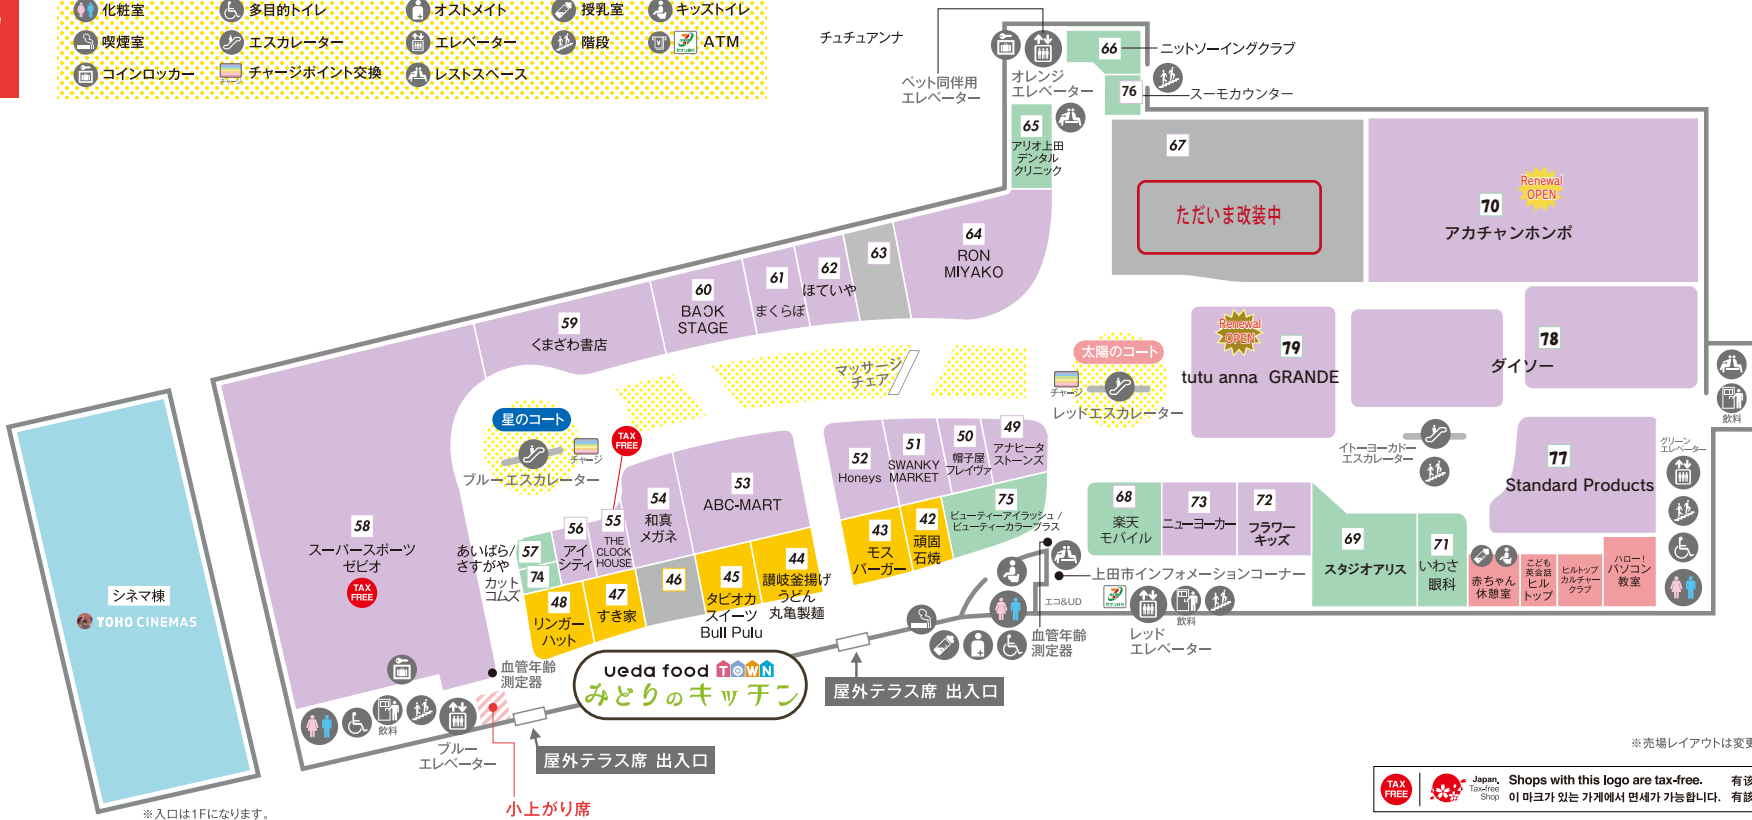 化粧室
多目的トイレ
オストメイト
授乳室
キッズトイレ
喫煙室
エスカレーター
エレベーター
階段
ATM
コインロッカー
チャージポイント交換
レストスペース
チュチュアンナ
ペット同伴用
エレベーター
オレンジ
エレベーター
66
ニットソーイングクラブ
76
スーモカウンター
65
アリオ上田
デンタル
クリニック
67
ただいま改装中
Renewal
OPEN
70
アカチャンホンポ
64
RON
MIYAKO
63
62
ほていや
61
まくらぼ
60
BACK
STAGE
59
くまざわ書店
マッサージ
チェア
太陽のコート
チャージ
レッドエスカレーター
Renewal
OPEN
79
tutu anna GRANDE
78
ダイソー
飲料
イトーヨーカドー
エスカレーター
グリーン
エレベーター
77
Standard Products
星のコート
チャージ
ブルーエスカレーター
TAX
FREE
58
スーパースポーツ
ゼビオ
TAX
FREE
シネマ棟
TOHO CINEMAS
57
あいばら/
さすがや
74
カット
コムズ
56
アイ
シティ
55
THE
CLOCK
HOUSE
54
和真
メガネ
53
ABC-MART
52
Honeys
51
SWANKY
MARKET
50
帽子屋
フレイヴァ
49
アナヒータ
ストーンズ
75
ビューティーアイラッシュ /
ビューティーカラープラス
48
リンガー
ハット
47
すき家
46
45
タピオカ
スイーツ
Bull Pulu
44
讃岐釜揚げ
うどん
丸亀製麺
43
モス
バーガー
42
頑固
石焼
68
楽天
モバイル
73
ニューヨーカー
72
フラワー
キッズ
69
スタジオアリス
71
いわさ
眼科
赤ちゃん
休憩室
こども
英会話
ヒル
トップ
ヒルトップ
カルチャー
クラブ
ハロー!
パソコン
教室
上田市インフォメーションコーナー
エコ&UD
飲料
レッド
エレベーター
血管年齢
測定器
血管年齢
測定器
ueda food TOWN
みどりのキッチン
屋外テラス席 出入口
屋外テラス席 出入口
飲料
ブルー
エレベーター
小上がり席
※入口は1Fになります。
※売場レイアウトは変更
TAX
FREE
Japan.
Tax-free
Shop
Shops with this logo are tax-free.
이 마크가 있는 가게에서 면세가 가능합니다.
有该
有該